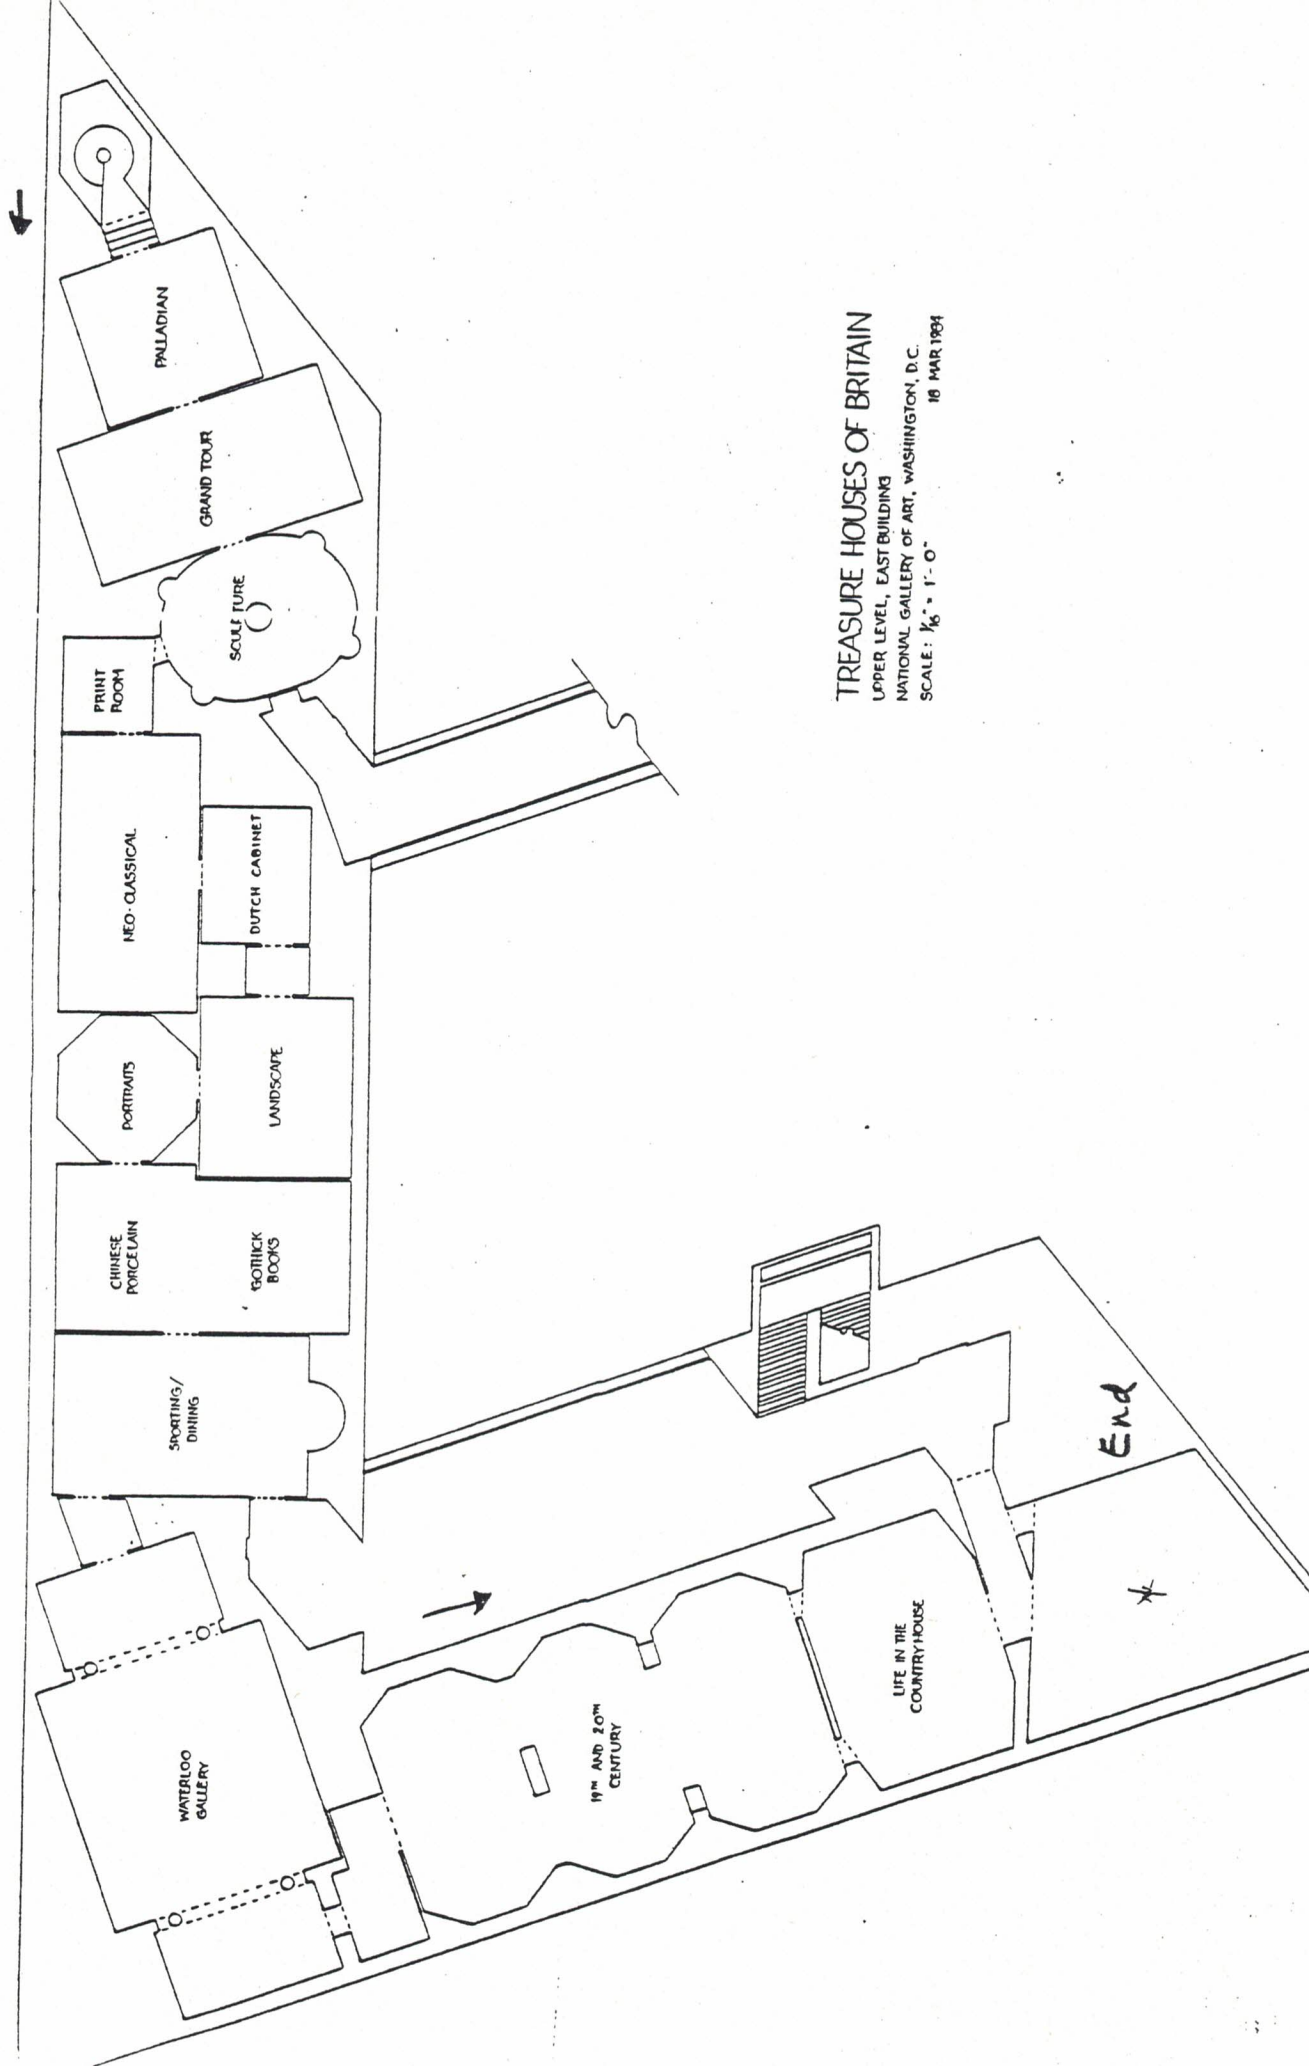 PALLADIAN
GRAND TOUR
SCULPTURE
PRINT
ROOM
NEO-CLASSICAL
DUTCH CABINET
PORTRAITS
LANDSCAPE
CHINESE
PORCELAIN
'GOTHICK
BOOKS
SPORTING/
DINING
WATERLOO
GALLERY
19TH AND 20TH
CENTURY
LIFE IN THE
COUNTRY HOUSE
End
TREASURE HOUSES OF BRITAIN
UPPER LEVEL, EAST BUILDING
NATIONAL GALLERY OF ART, WASHINGTON, D.C.
SCALE: 1/16" = 1'-0" 18 MAR 1984